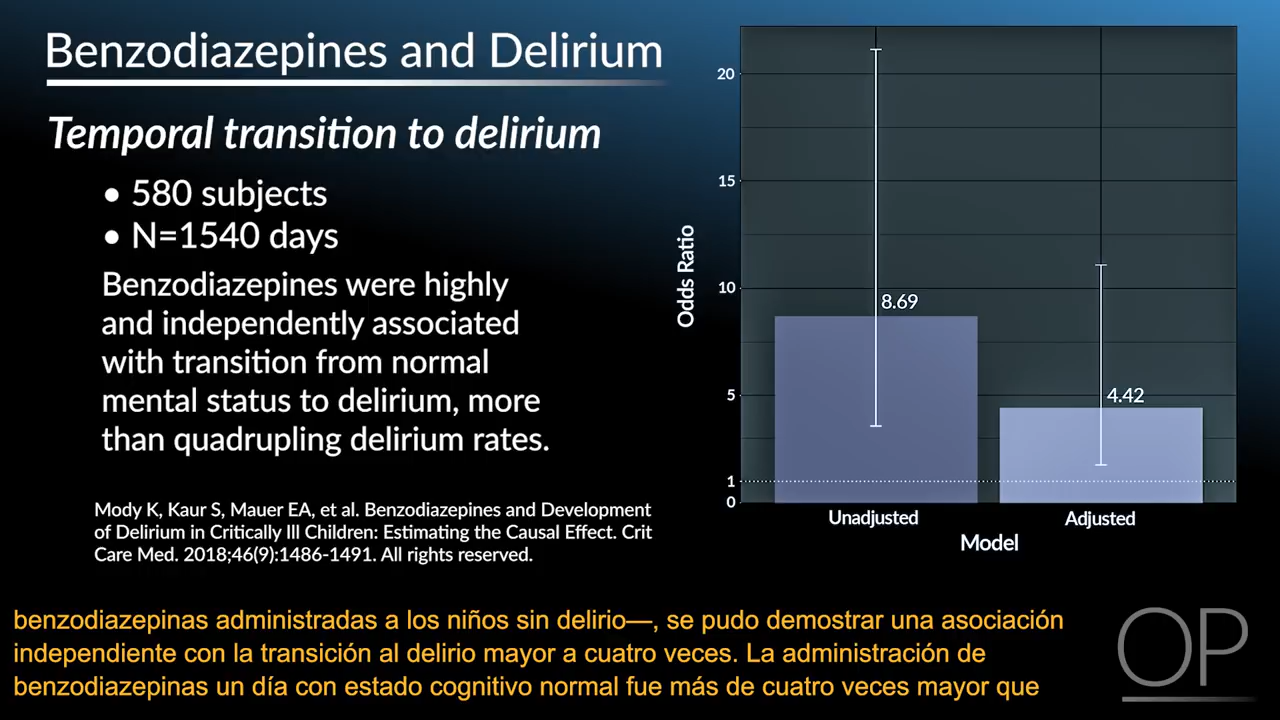 Benzodiazepines and Delirium
Temporal transition to delirium
• 580 subjects
• N=1540 days
Benzodiazepines were highly
and independently associated
with transition from normal
mental status to delirium, more
than quadrupling delirium rates.
Mody K, Kaur S, Mauer EA, et al. Benzodiazepines and Development
of Delirium in Critically Ill Children: Estimating the Causal Effect. Crit
Care Med. 2018;46(9):1486-1491. All rights reserved.
Odds Ratio
20
15
10
5
1
0
8.69
4.42
Unadjusted
Adjusted
Model
benzodiazepinas administradas a los niños sin delirio—, se pudo demostrar una asociación
independiente con la transición al delirio mayor a cuatro veces. La administración de
benzodiazepinas un día con estado cognitivo normal fue más de cuatro veces mayor que
OP